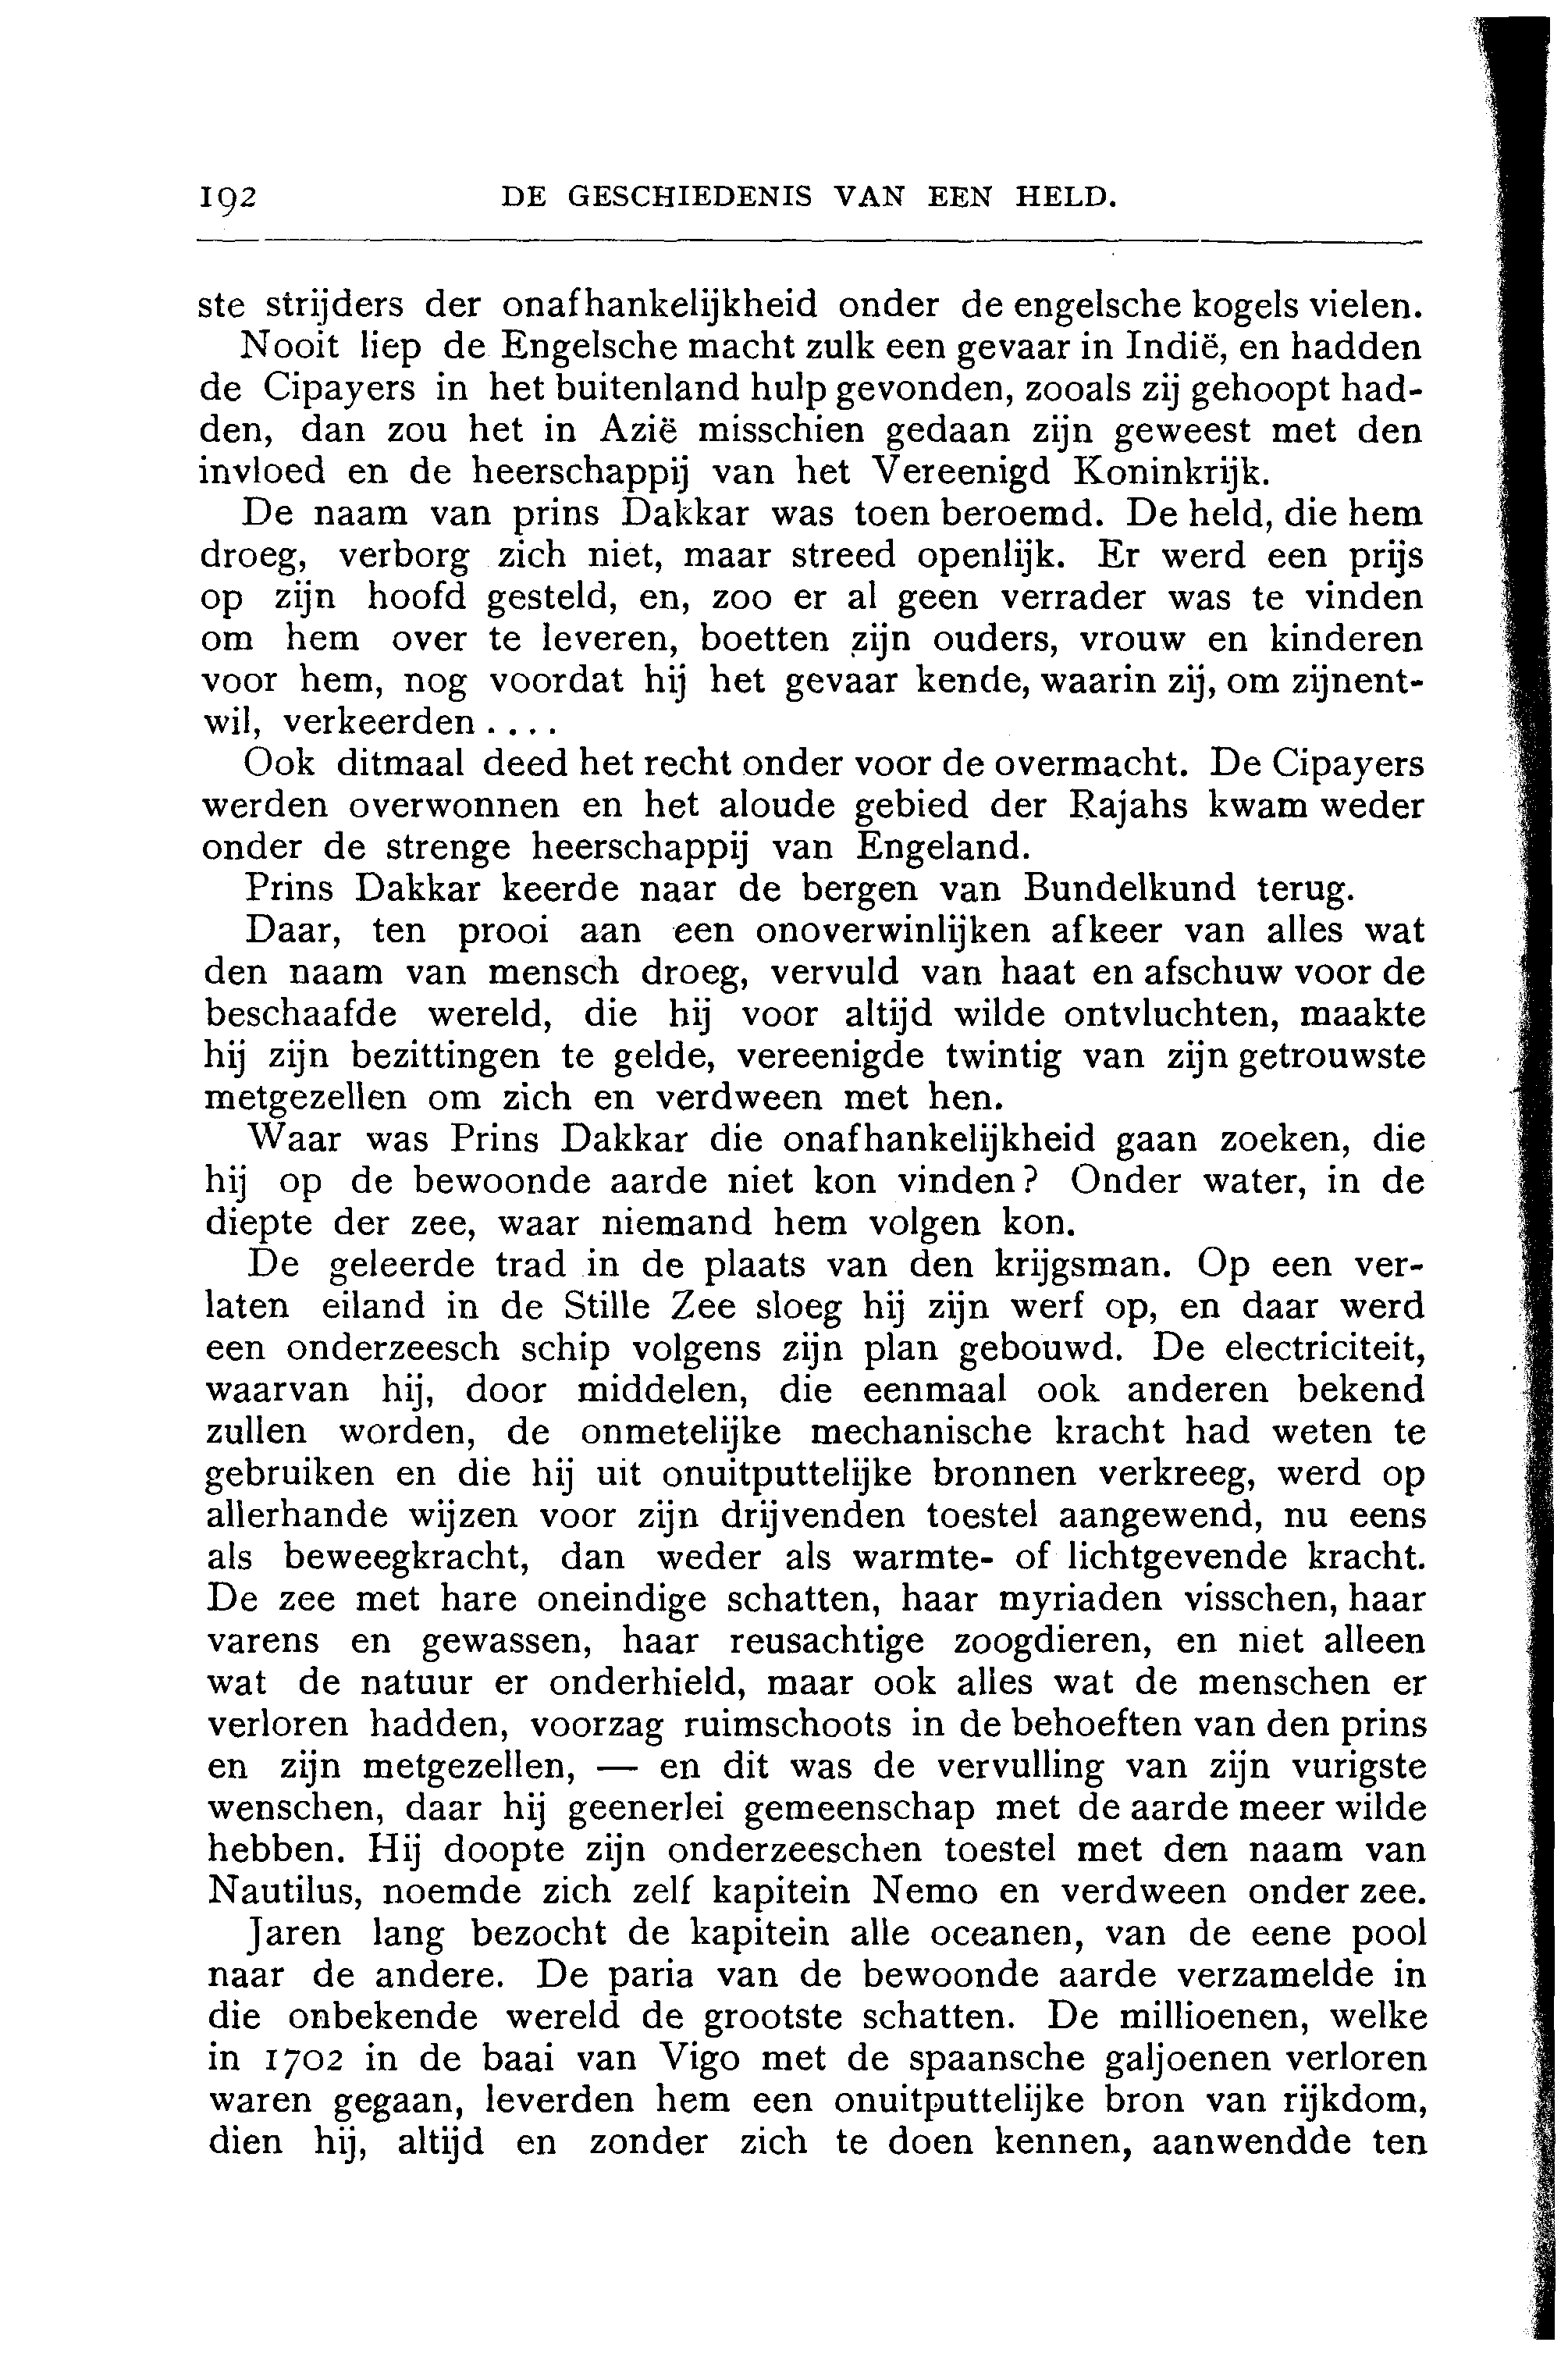 192 DE GESCHIEDENIS VAN EEN HELD.
ste strijders der onafhankelijkheid onder de engelsche kogels vielen.
Nooit liep de Engelsche macht zulk een gevaar in Indië, en hadden
de Cipayers in het buitenland hulp gevonden, zooals zij gehoopt had-
den, dan zou het in Azië misschien gedaan zijn geweest met den
invloed en de heerschappij van het Vereenigd Koninkrijk.
De naam van prins Dakkar was toen beroemd. De held, die hem
droeg, verborg zich niet, maar streed openlijk. Er werd een prijs
op zijn hoofd gesteld, en, zoo er al geen verrader was te vinden
om hem over te leveren, boetten zijn ouders, vrouw en kinderen
voor hem, nog voordat hij het gevaar kende, waarin zij, om zijnent-
wil, verkeerden....
Ook ditmaal deed het recht onder voor de overmacht. De Cipayers
werden overwonnen en het aloude gebied der Rajahs kwam weder
onder de strenge heerschappij van Engeland.
Prins Dakkar keerde naar de bergen van Bundelkund terug.
Daar, ten prooi aan een onoverwinlijken afkeer van alles wat
den naam van mensch droeg, vervuld van haat en afschuw voor de
beschaafde wereld, die hij voor altijd wilde ontvluchten, maakte
hij zijn bezittingen te gelde, vereenigde twintig van zijn getrouwste
metgezellen om zich en verdween met hen.
Waar was Prins Dakkar die onafhankelijkheid gaan zoeken, die
hij op de bewoonde aarde niet kon vinden? Onder water, in de
diepte der zee, waar niemand hem volgen kon.
De geleerde trad in de plaats van den krijgsman. Op een ver-
laten eiland in de Stille Zee sloeg hij zijn werf op, en daar werd
een onderzeesch schip volgens zijn plan gebouwd. De electriciteit,
waarvan hij, door middelen, die eenmaal ook anderen bekend
zullen worden, de onmetelijke mechanische kracht had weten te
gebruiken en die hij uit onuitputtelijke bronnen verkreeg, werd op
allerhande wijzen voor zijn drijvenden toestel aangewend, nu eens
als beweegkracht, dan weder als warmte- of lichtgevende kracht.
De zee met hare oneindige schatten, haar myriaden visschen, haar
varens en gewassen, haar reusachtige zoogdieren, en niet alleen
wat de natuur er onderhield, maar ook alles wat de menschen er
verloren hadden, voorzag ruimschoots in de behoeften van den prins
en zijn metgezellen, — en dit was de vervulling van zijn vurigste
wenschen, daar hij geenerlei gemeenschap met de aarde meer wilde
hebben. Hij doopte zijn onderzeeschen toestel met den naam van
Nautilus, noemde zich zelf kapitein Nemo en verdween onder zee.
Jaren lang bezocht de kapitein alle oceanen, van de eene pool
naar de andere. De paria van de bewoonde aarde verzamelde in
die onbekende wereld de grootste schatten. De millioenen, welke
in 1702 in de baai van Vigo met de spaansche galjoenen verloren
waren gegaan, leverden hem een onuitputtelijke bron van rijkdom,
dien hij, altijd en zonder zich te doen kennen, aanwendde ten